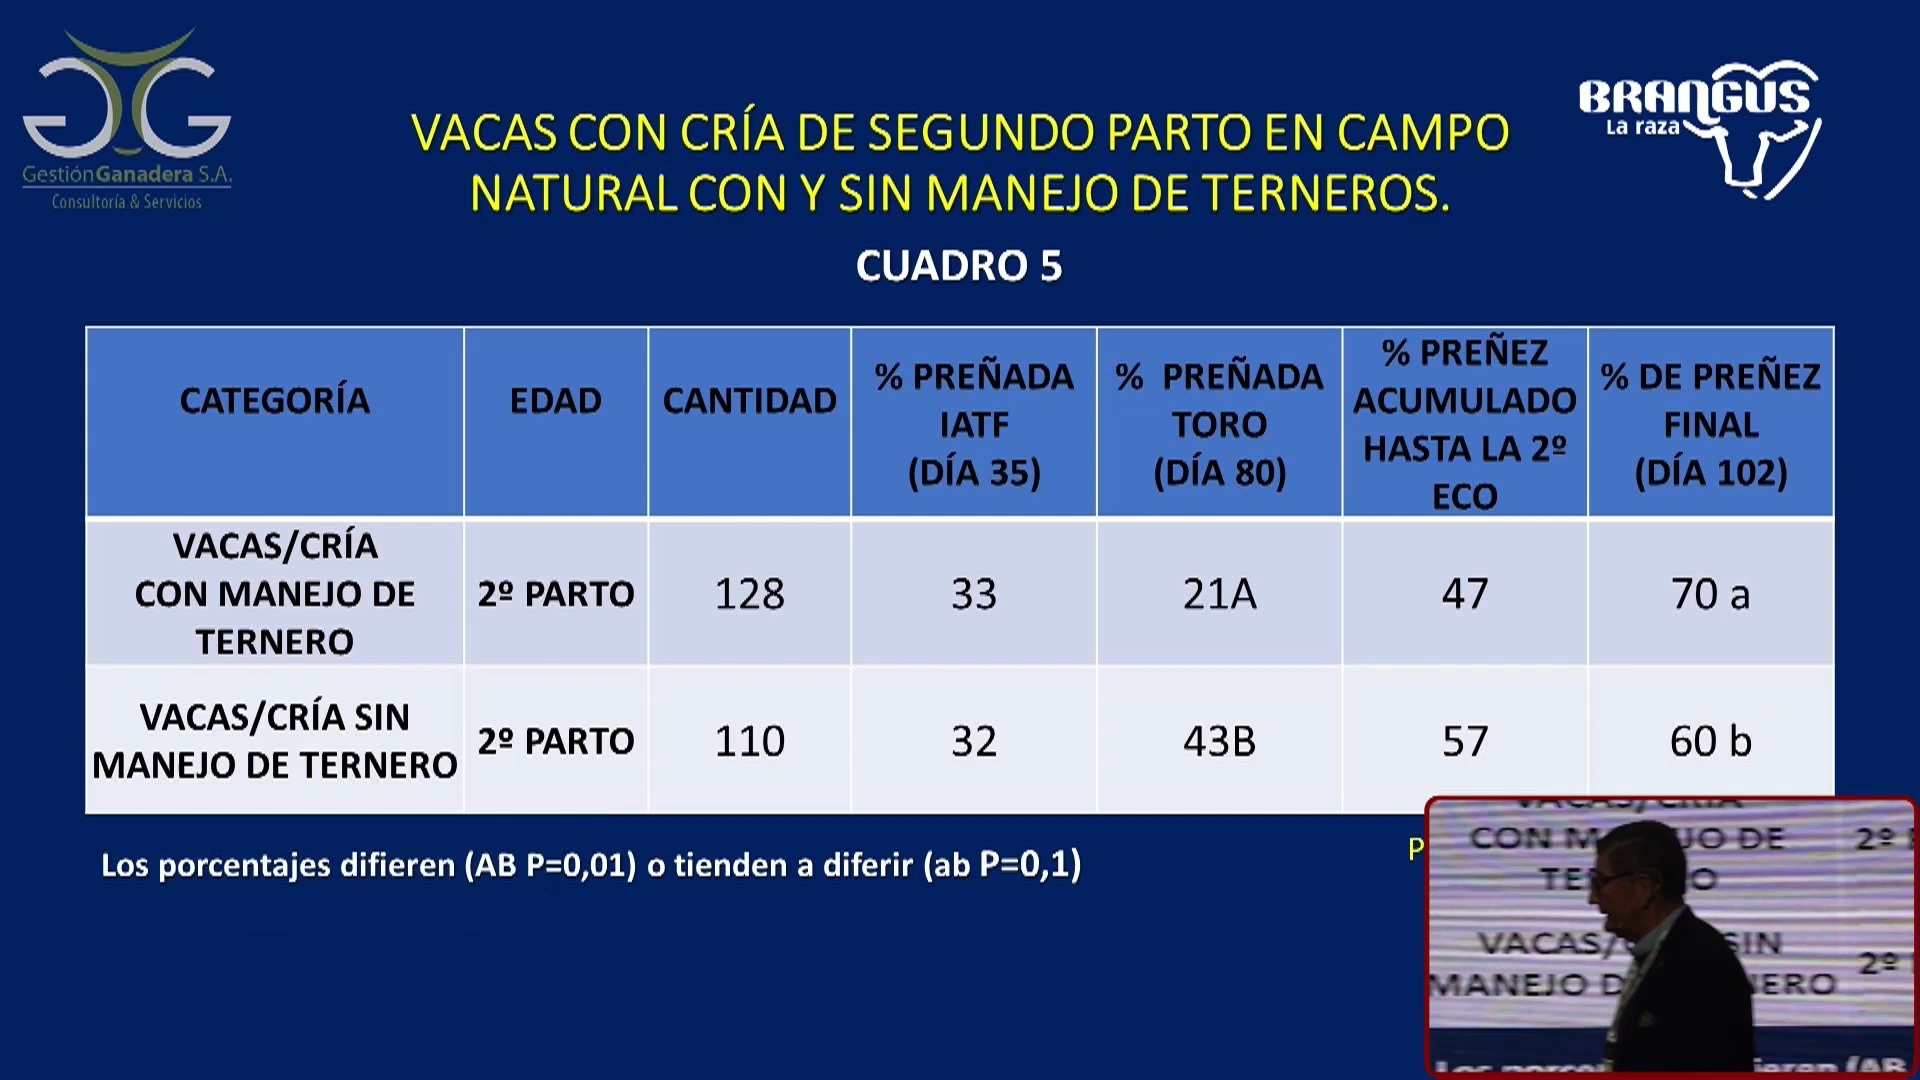 GestiónGanadera S.A.
Consultoría & Servicios
BRANGUS
La raza
VACAS CON CRÍA DE SEGUNDO PARTO EN CAMPO
NATURAL CON Y SIN MANEJO DE TERNEROS.
CUADRO 5
CATEGORÍA
EDAD
CANTIDAD
% PREÑADA
IATF
(DÍA 35)
% PREÑADA
TORO
(DÍA 80)
% PREÑEZ
ACUMULADO
HASTA LA 2º
ECO
% DE PREÑEZ
FINAL
(DÍA 102)
VACAS/CRÍA
CON MANEJO DE
TERNERO
2º PARTO
128
33
21A
47
70 a
VACAS/CRÍA SIN
MANEJO DE TERNERO
2º PARTO
110
32
43B
57
60 b
Los porcentajes difieren (AB P=0,01) o tienden a diferir (ab P=0,1)
P